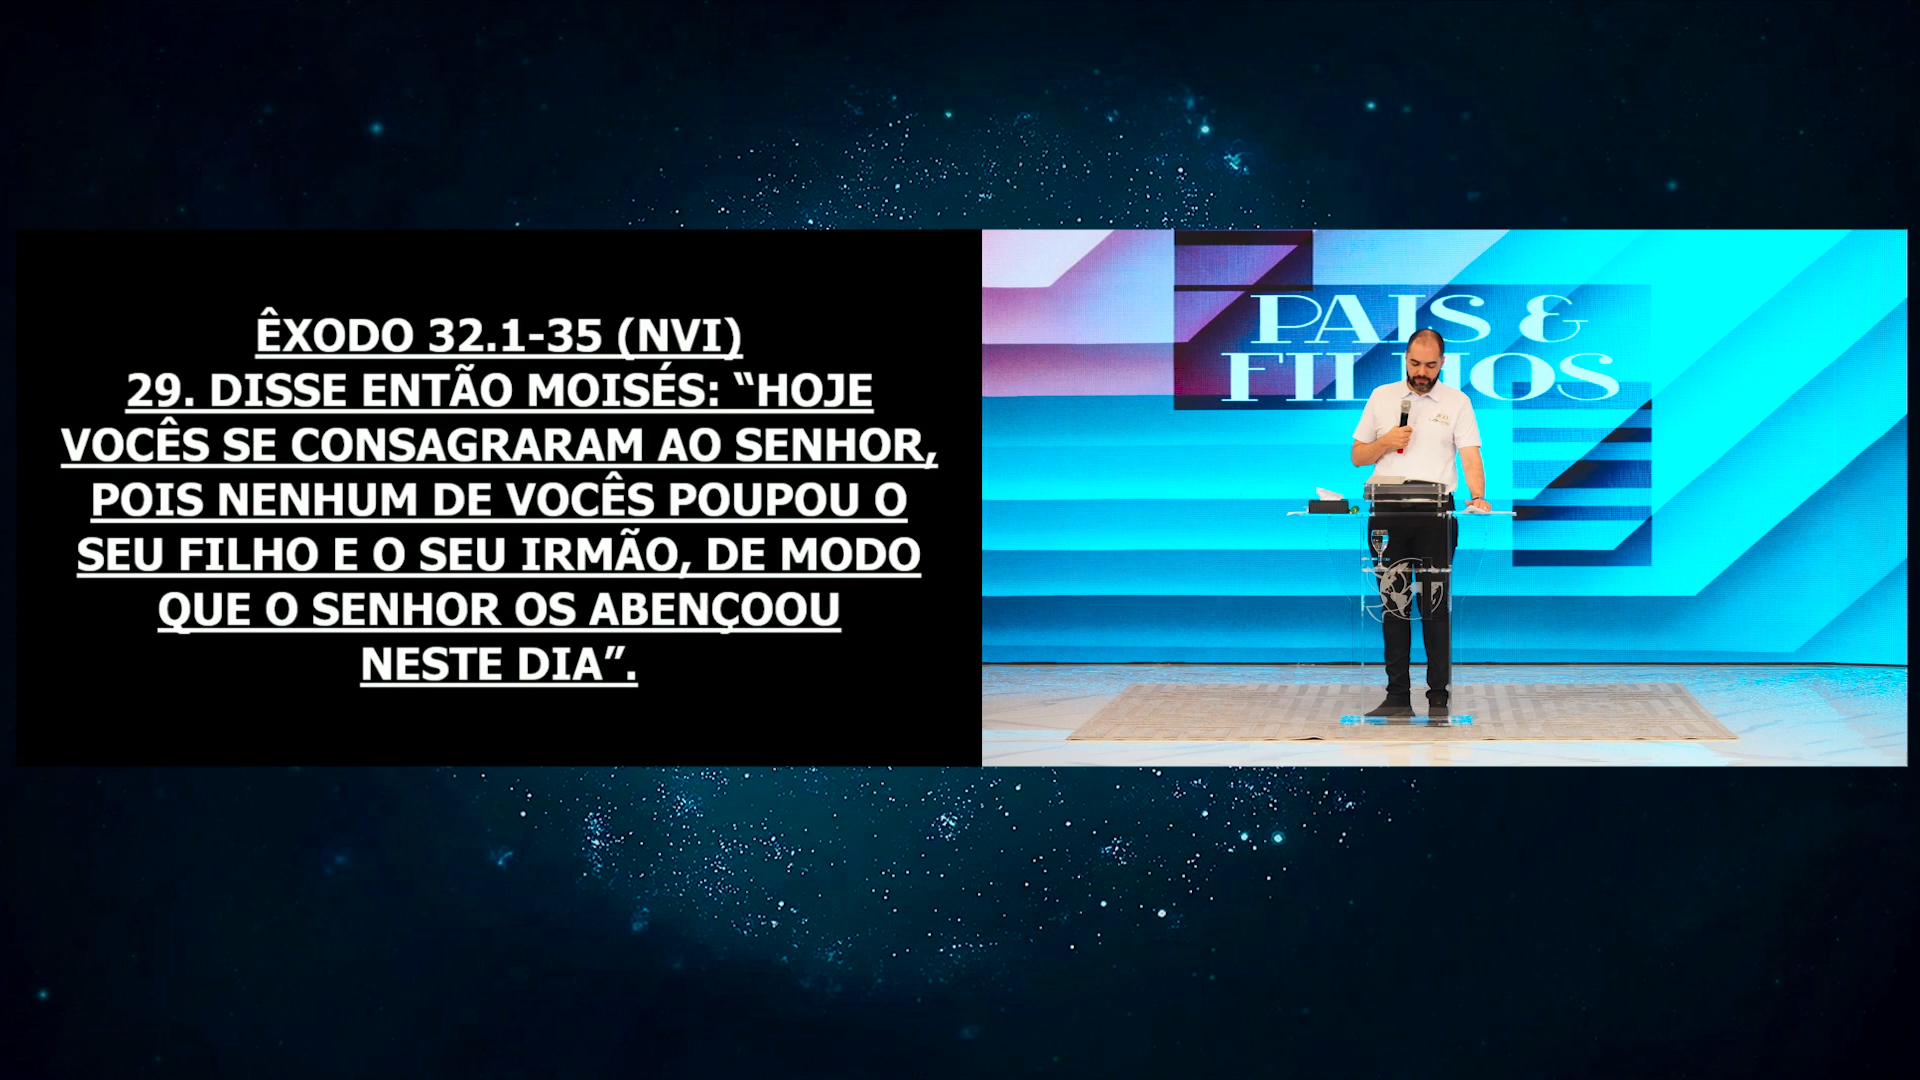 ÊXODO 32.1-35 (NVI)
29. DISSE ENTÃO MOISÉS: “HOJE
VOCÊS SE CONSAGRARAM AO SENHOR,
POIS NENHUM DE VOCÊS POUPOU O
SEU FILHO E O SEU IRMÃO, DE MODO
QUE O SENHOR OS ABENÇOOU
NESTE DIA”.
PAIS &
FILHOS